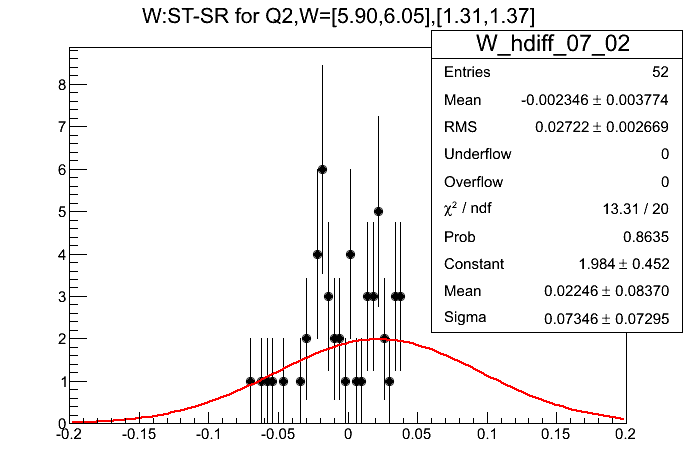 W:ST-SR for Q2,W=[5.90,6.05],[1.31,1.37]
W_hdiff_07_02
Entries 52
Mean -0.002346 ± 0.003774
RMS 0.02722 ± 0.002669
Underflow 0
Overflow 0
χ² / ndf 13.31 / 20
Prob 0.8635
Constant 1.984 ± 0.452
Mean 0.02246 ± 0.08370
Sigma 0.07346 ± 0.07295
8
7
6
5
4
3
2
1
0
-0.2 -0.15 -0.1 -0.05 0 0.05 0.1 0.15 0.2